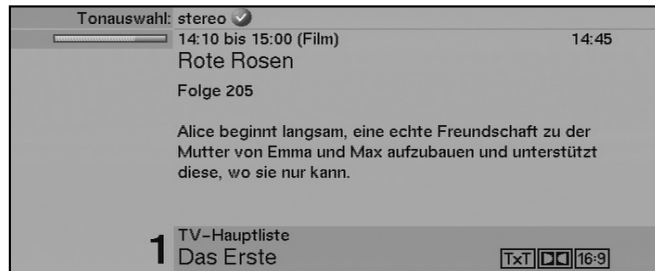 Tonauswahl: stereo
14:10 bis 15:00 (Film) 14:45
Rote Rosen
Folge 205
Alice beginnt langsam, eine echte Freundschaft zu der
Mutter von Emma und Max aufzubauen und unterstützt
diese, wo sie nur kann.
TV-Hauptliste
1 Das Erste TxT 16:9